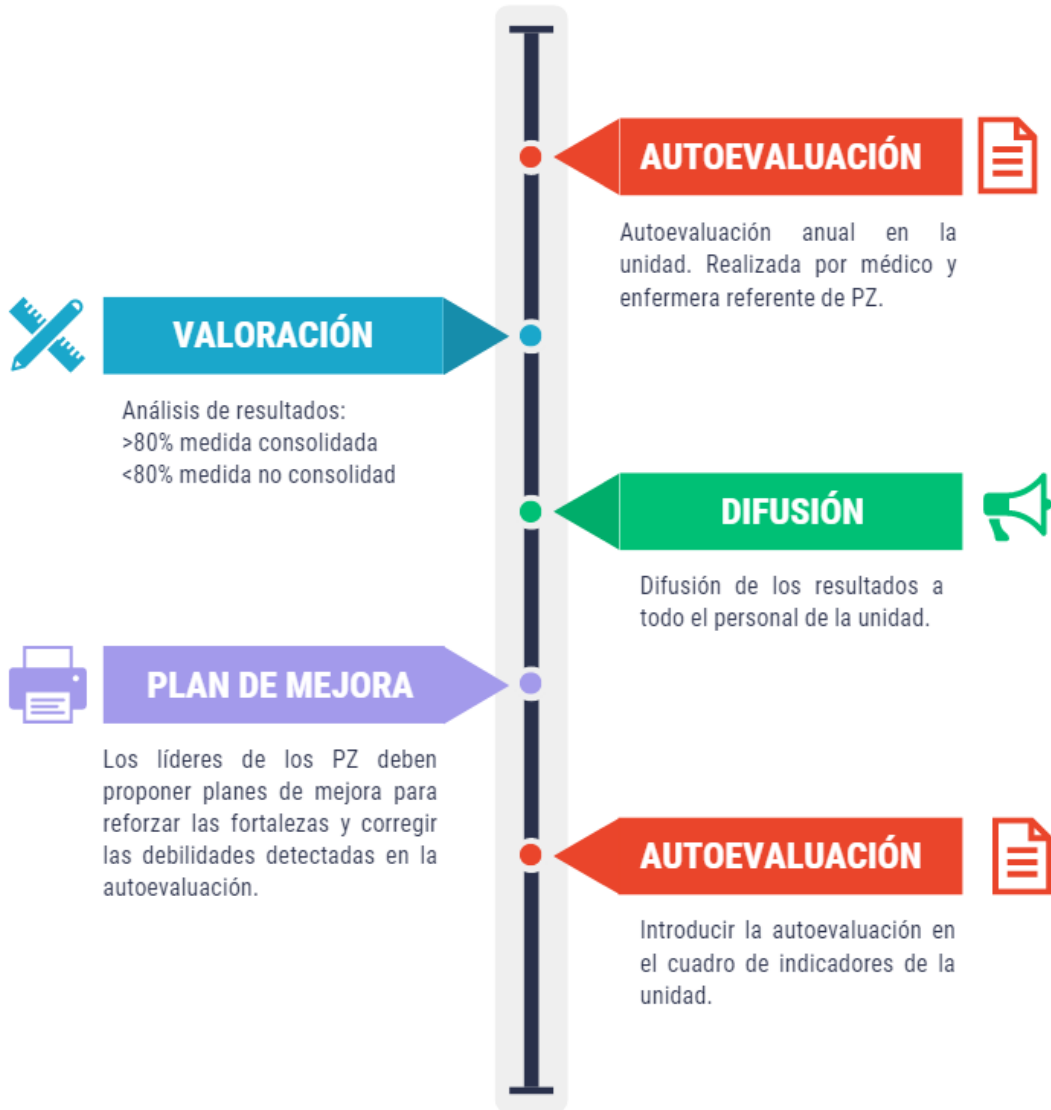 AUTOEVALUACIÓN
Autoevaluación anual en la
unidad. Realizada por médico y
enfermera referente de PZ.
VALORACIÓN
Análisis de resultados:
>80% medida consolidada
<80% medida no consolidad
DIFUSIÓN
Difusión de los resultados a
todo el personal de la unidad.
PLAN DE MEJORA
Los líderes de los PZ deben
proponer planes de mejora para
reforzar las fortalezas y corregir
las debilidades detectadas en la
autoevaluación.
AUTOEVALUACIÓN
Introducir la autoevaluación en
el cuadro de indicadores de la
unidad.